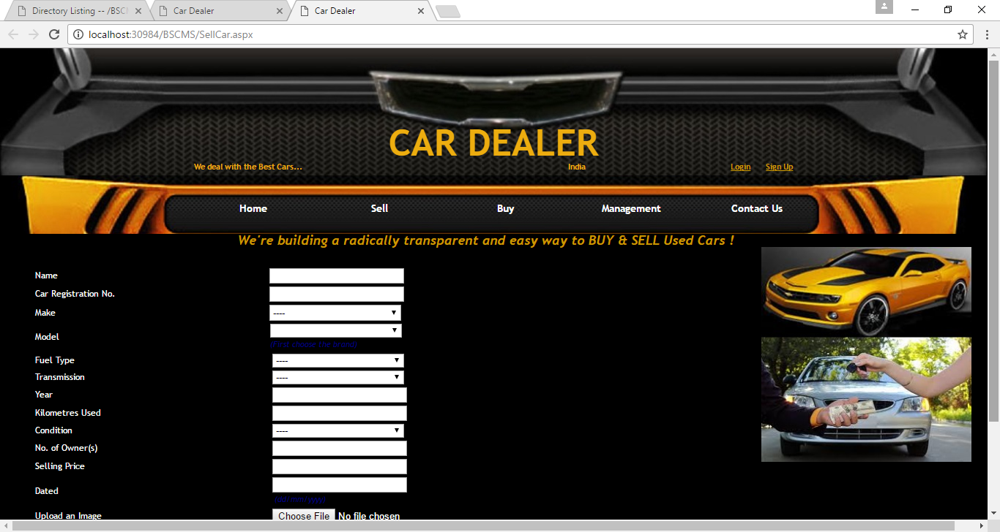 Directory Listing -- /BSC
Car Dealer
Car Dealer
localhost:30984/BSCMS/SellCar.aspx
CAR DEALER
We deal with the Best Cars... India Login Sign Up
Home Sell Buy Management Contact Us
We're building a radically transparent and easy way to BUY & SELL Used Cars !
Name
Car Registration No.
Make ----
Model
(First choose the brand)
Fuel Type ----
Transmission ----
Year
Kilometres Used
Condition ----
No. of Owner(s)
Selling Price
Dated
(dd/mm/yyyy)
Upload an Image Choose File No file chosen